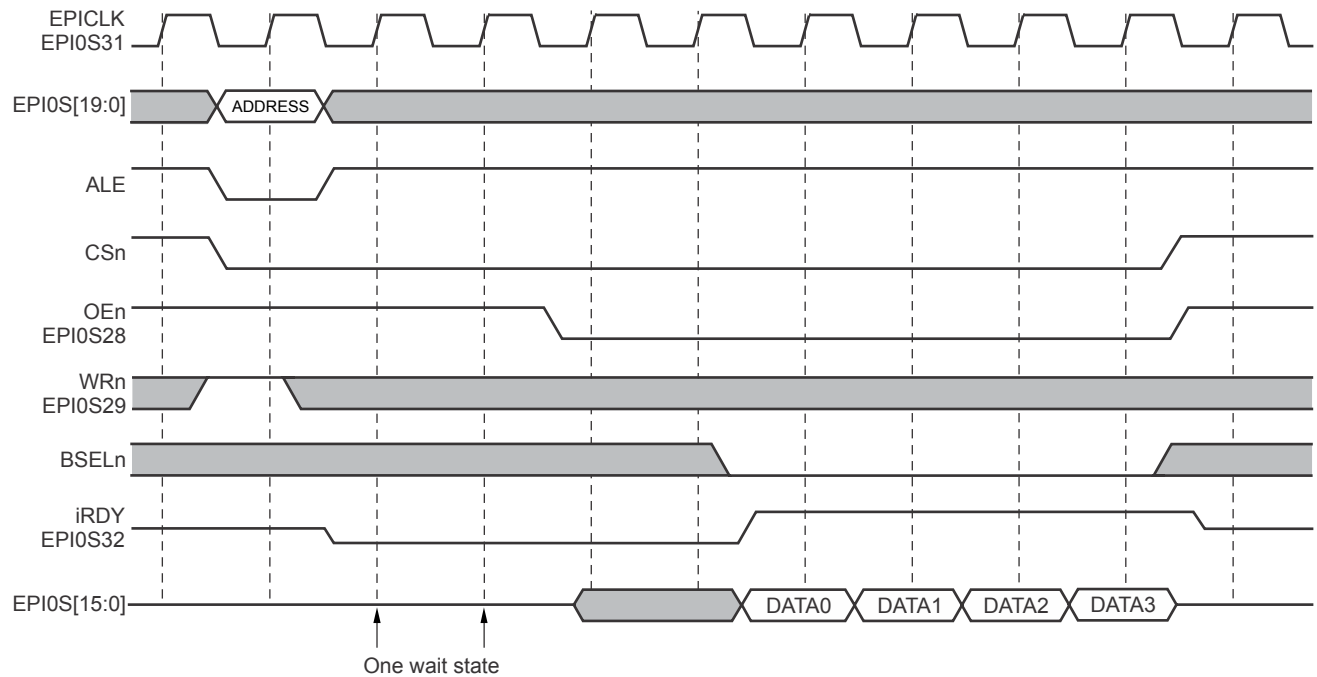 EPICLK
EPI0S31
EPI0S[19:0]
ADDRESS
ALE
CSn
OEn
EPI0S28
WRn
EPI0S29
BSELn
iRDY
EPI0S32
EPI0S[15:0]
DATA0 DATA1 DATA2 DATA3
One wait state